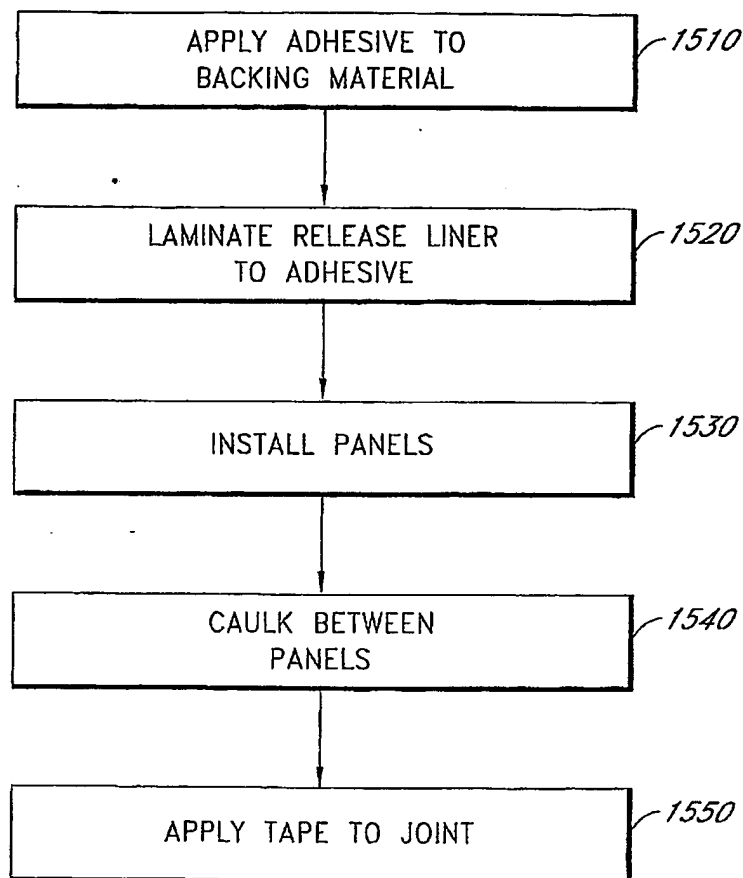 APPLY ADHESIVE TO
BACKING MATERIAL
1510
LAMINATE RELEASE LINER
TO ADHESIVE
1520
INSTALL PANELS
1530
CAULK BETWEEN
PANELS
1540
APPLY TAPE TO JOINT
1550